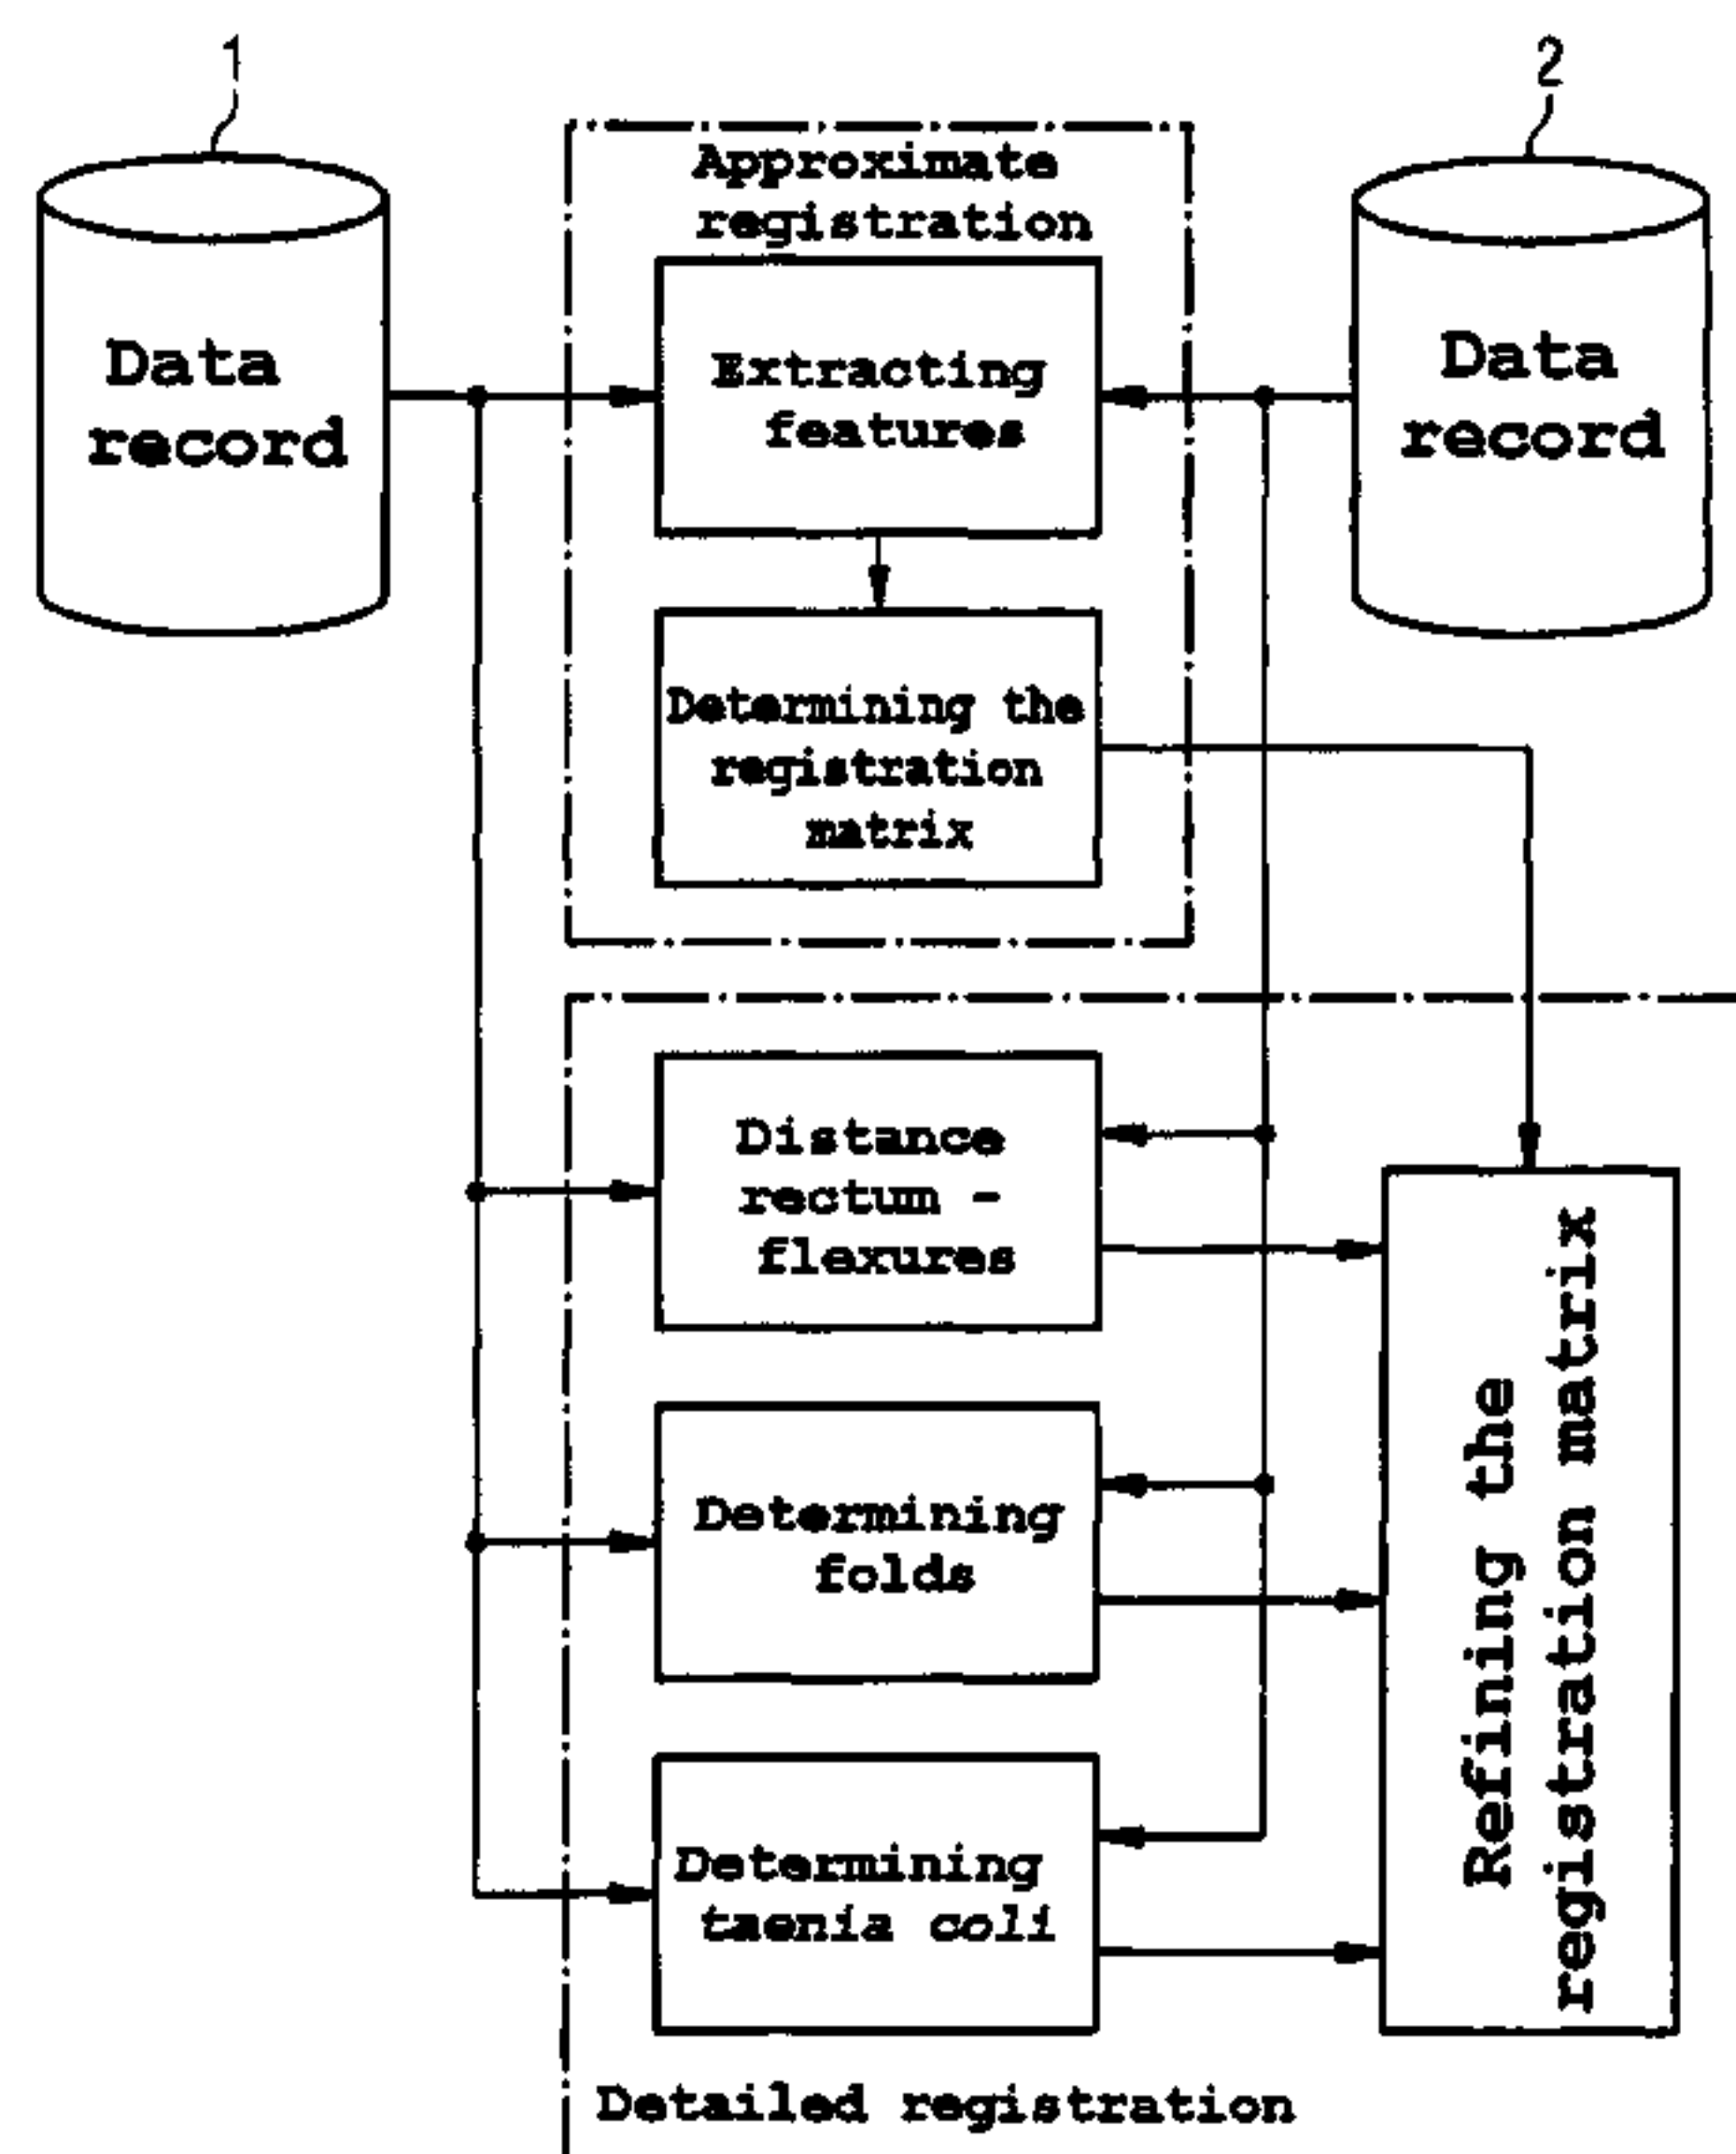 1
2
Approximate
registration
Data
record
Extracting
features
Data
record
Determining the
registration
matrix
Distance
rectum -
flexures
Determining
folds
Determining
taenia coli
Refining the
registration matrix
Detailed registration